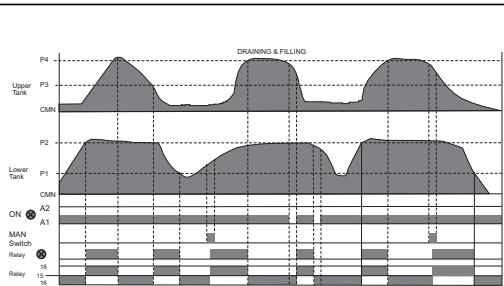 DRAINING & FILLING
P4
P3
Upper
Tank
CMN
P2
P1
Lower
Tank
CMN
A2
ON
A1
MAN
Switch
Relay
18
Relay 15
16